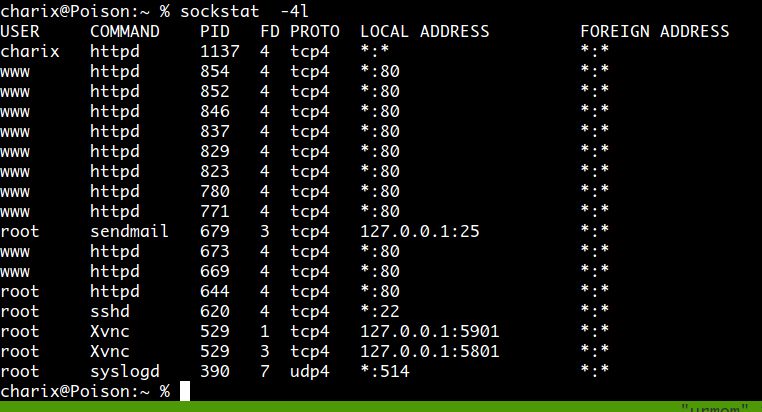 charix@Poison:~ % sockstat  -4l
USER     COMMAND    PID   FD PROTO  LOCAL ADDRESS         FOREIGN ADDRESS
charix   httpd      1137  4  tcp4   *:*                   *:*
www      httpd      854   4  tcp4   *:80                  *:*
www      httpd      852   4  tcp4   *:80                  *:*
www      httpd      846   4  tcp4   *:80                  *:*
www      httpd      837   4  tcp4   *:80                  *:*
www      httpd      829   4  tcp4   *:80                  *:*
www      httpd      823   4  tcp4   *:80                  *:*
www      httpd      780   4  tcp4   *:80                  *:*
www      httpd      771   4  tcp4   *:80                  *:*
root     sendmail   679   3  tcp4   127.0.0.1:25          *:*
www      httpd      673   4  tcp4   *:80                  *:*
www      httpd      669   4  tcp4   *:80                  *:*
root     httpd      644   4  tcp4   *:80                  *:*
root     sshd       620   4  tcp4   *:22                  *:*
root     Xvnc       529   1  tcp4   127.0.0.1:5901        *:*
root     Xvnc       529   3  tcp4   127.0.0.1:5801        *:*
root     syslogd    390   7  udp4   *:514                 *:*
charix@Poison:~ %